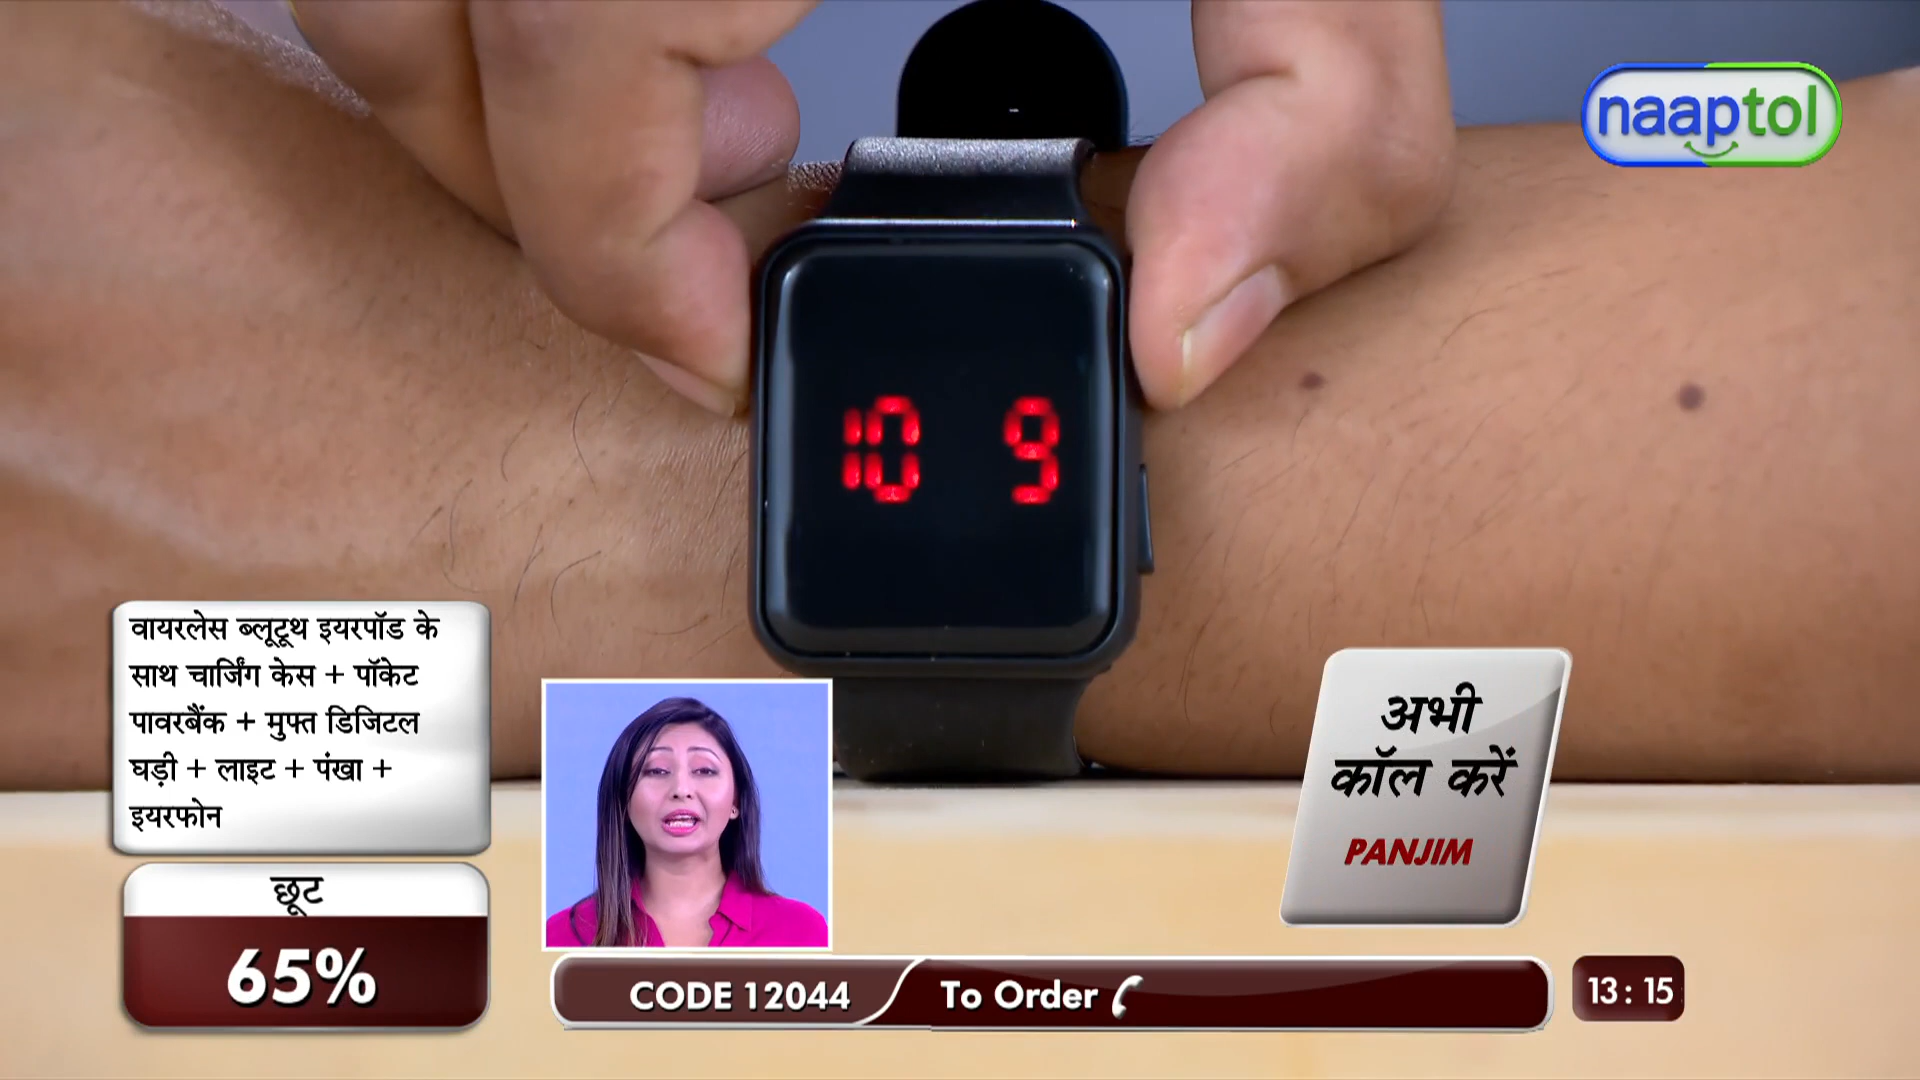 naaptol
10 9
वायरलेस ब्लूटूथ इयरपॉड के
साथ चार्जिंग केस + पॉकेट
पावरबैंक + मुफ्त डिजिटल
घड़ी + लाइट + पंखा +
इयरफोन
छूट
65%
अभी
कॉल करें
PANJIM
CODE 12044
To Order
13:15